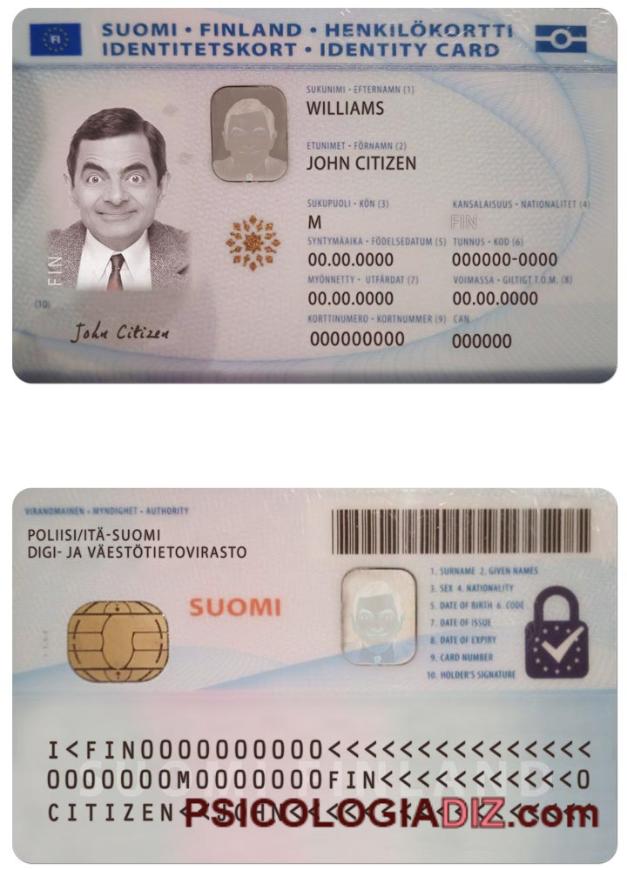 FI
SUOMI • FINLAND • HENKILÖKORTTI
IDENTITETSKORT • IDENTITY CARD
SUKUNIMI • EFTERNAMN (1)
WILLIAMS
ETUNIMET • FÖRNAMN (2)
JOHN CITIZEN
SUKUPUOLI • KÖN (3) KANSALAISUUS • NATIONALITET (4)
M FIN
SYNTYMÄAIKA • FÖDELSEDATUM (5) TUNNUS • KOD (6)
00.00.0000 000000-0000
MYÖNNETTY • UTFÄRDAT (7) VOIMASSA • GILTIGT T.O.M. (8)
00.00.0000 00.00.0000
KORTTINUMERO • KORTNUMMER (9) CAN
000000000 000000
FIN
(10)
John Citizen
VIRANOMAINEN • MYNDIGHET • AUTHORITY
POLIISI/ITÄ-SUOMI
DIGI- JA VÄESTÖTIETOVIRASTO
SUOMI
1. SURNAME 2. GIVEN NAMES
3. SEX 4. NATIONALITY
5. DATE OF BIRTH 6. CODE
7. DATE OF ISSUE
8. DATE OF EXPIRY
9. CARD NUMBER
10. HOLDER'S SIGNATURE
SUOMI FINLAND
I<FINOOOOOOOOOO<<<<<<<<<<<<<<<
OOOOOOOMOOOOOOOFIN<<<<<<<<<<<O
CITIZEN<<JOHN<<<<<<<<<<<<<<<<<
PSICOLOGIADIZ.com